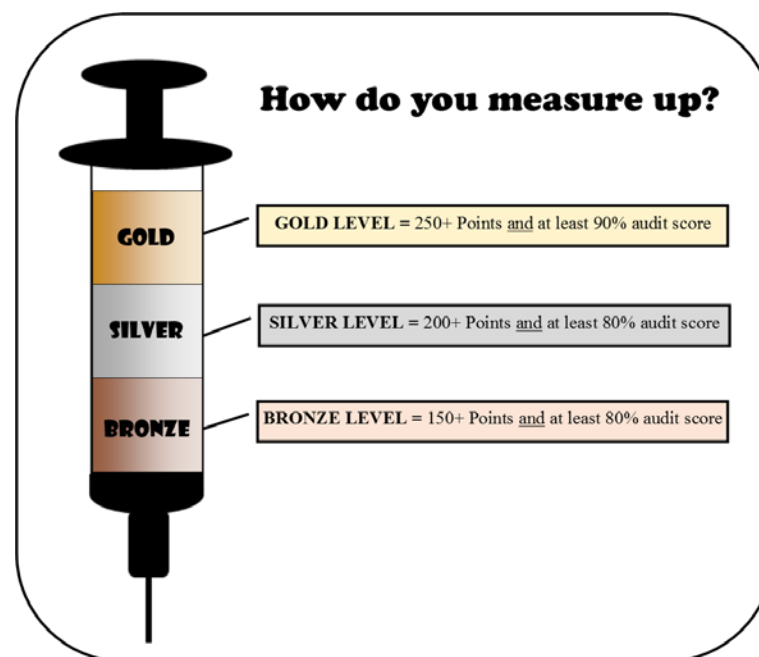 How do you measure up?
GOLD
GOLD LEVEL = 250+ Points and at least 90% audit score
SILVER
SILVER LEVEL = 200+ Points and at least 80% audit score
BRONZE
BRONZE LEVEL = 150+ Points and at least 80% audit score